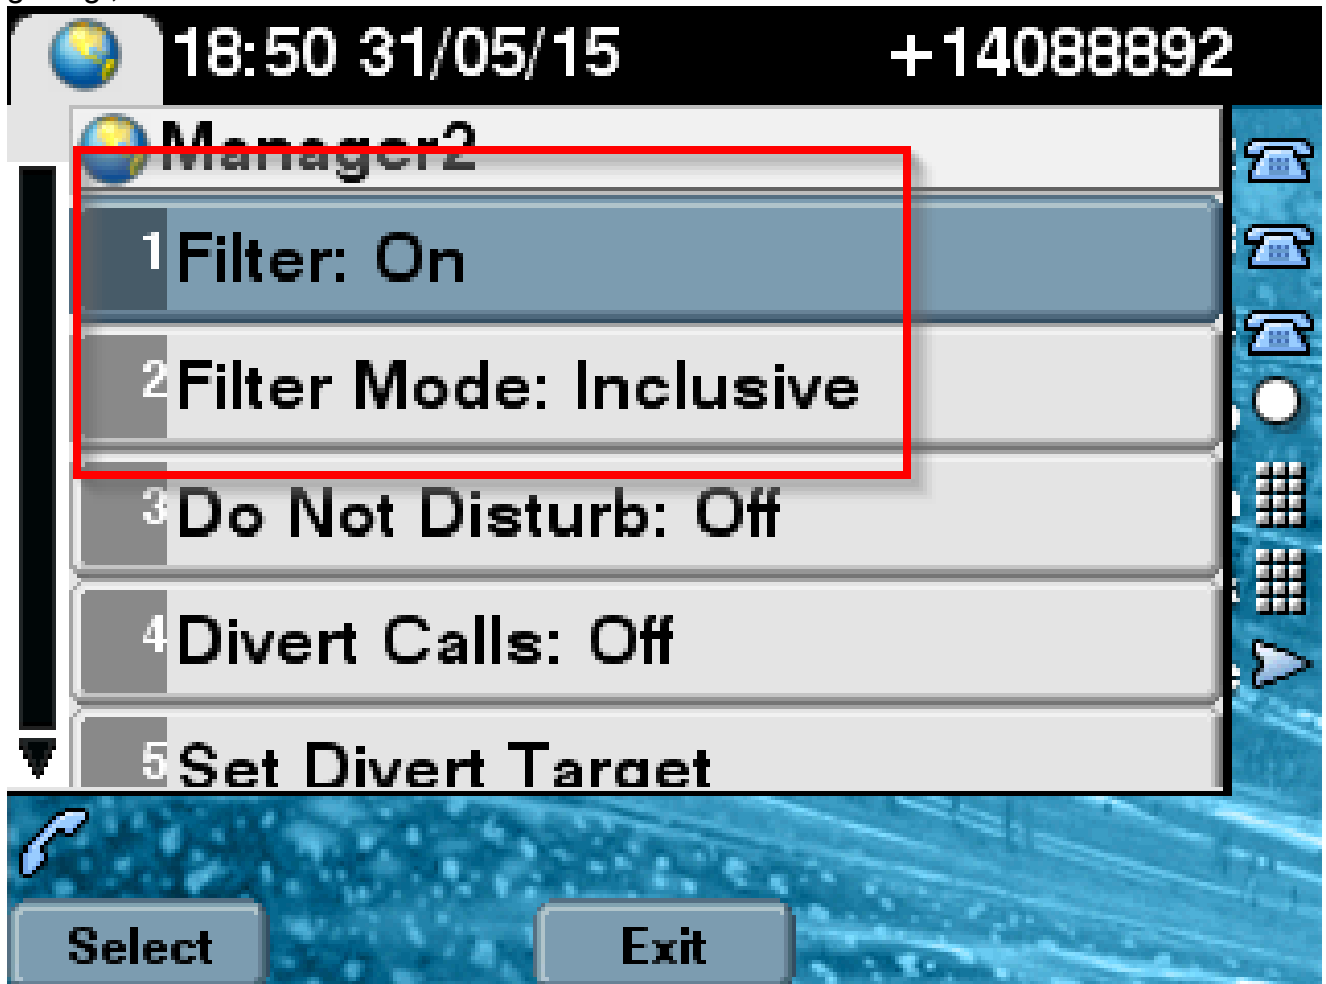 18:50 31/05/15 +14088892
Manager2
1 Filter: On
2 Filter Mode: Inclusive
3 Do Not Disturb: Off
4 Divert Calls: Off
5 Set Divert Target
Select Exit